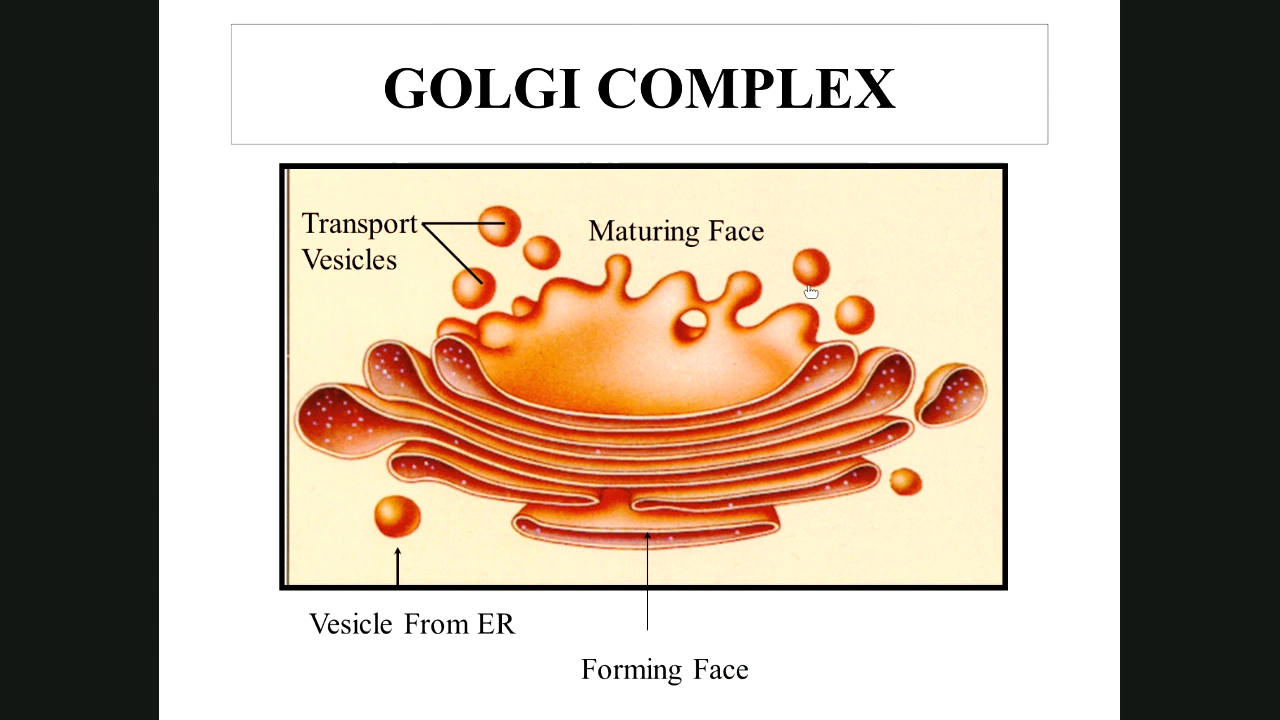 GOLGI COMPLEX
Transport
Vesicles
Maturing Face
Vesicle From ER
Forming Face